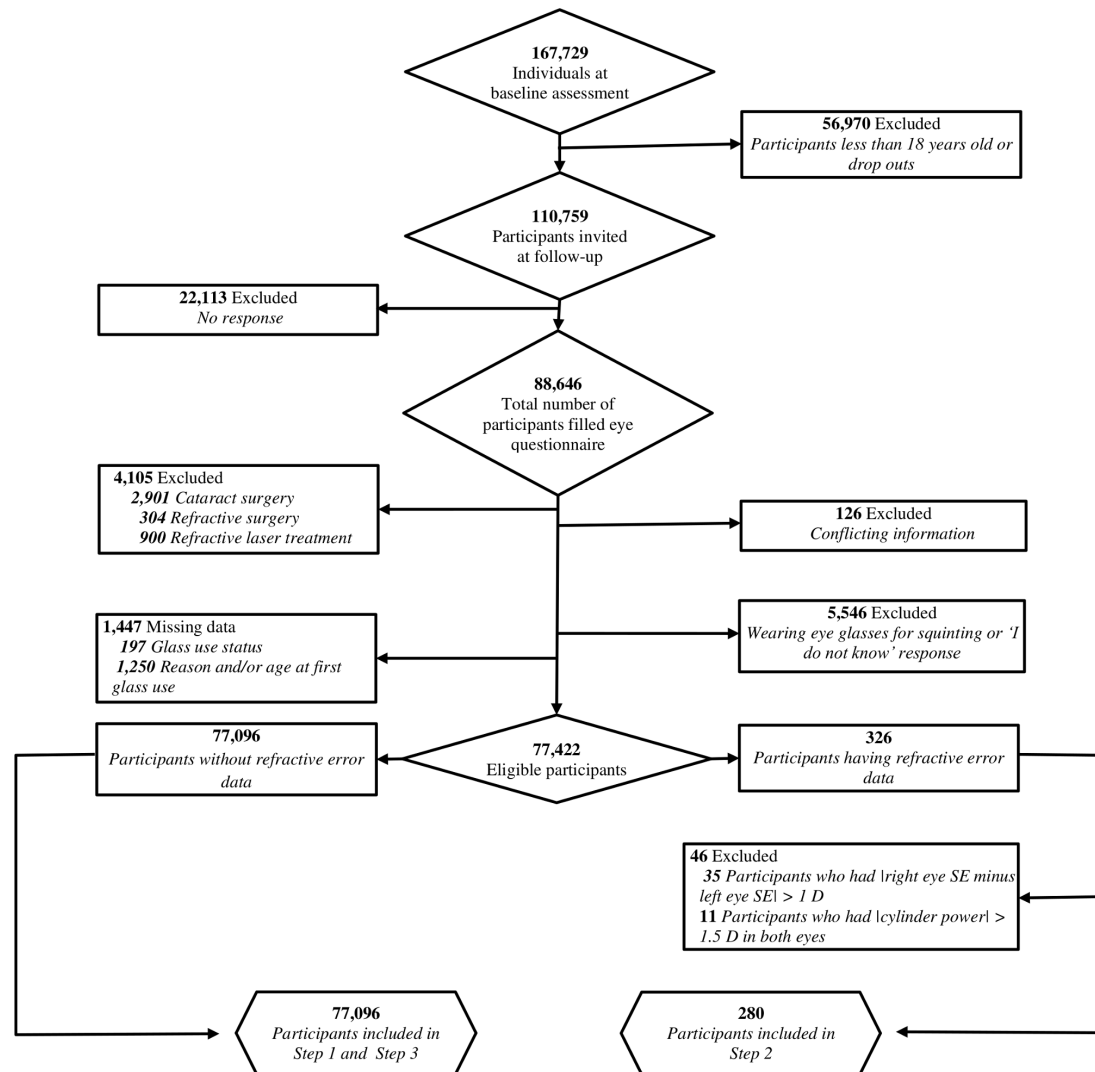 167,729
Individuals at
baseline assessment
56,970 Excluded
Participants less than 18 years old or
drop outs
110,759
Participants invited
at follow-up
22,113 Excluded
No response
88,646
Total number of
participants filled eye
questionnaire
4,105 Excluded
2,901 Cataract surgery
304 Refractive surgery
900 Refractive laser treatment
126 Excluded
Conflicting information
5,546 Excluded
Wearing eye glasses for squinting or ‘I
do not know’ response
1,447 Missing data
197 Glass use status
1,250 Reason and/or age at first
glass use
77,096
Participants without refractive error
data
77,422
Eligible participants
326
Participants having refractive error
data
46 Excluded
35 Participants who had |right eye SE minus
left eye SE| > 1 D
11 Participants who had |cylinder power| >
1.5 D in both eyes
77,096
Participants included in
Step 1 and Step 3
280
Participants included in
Step 2